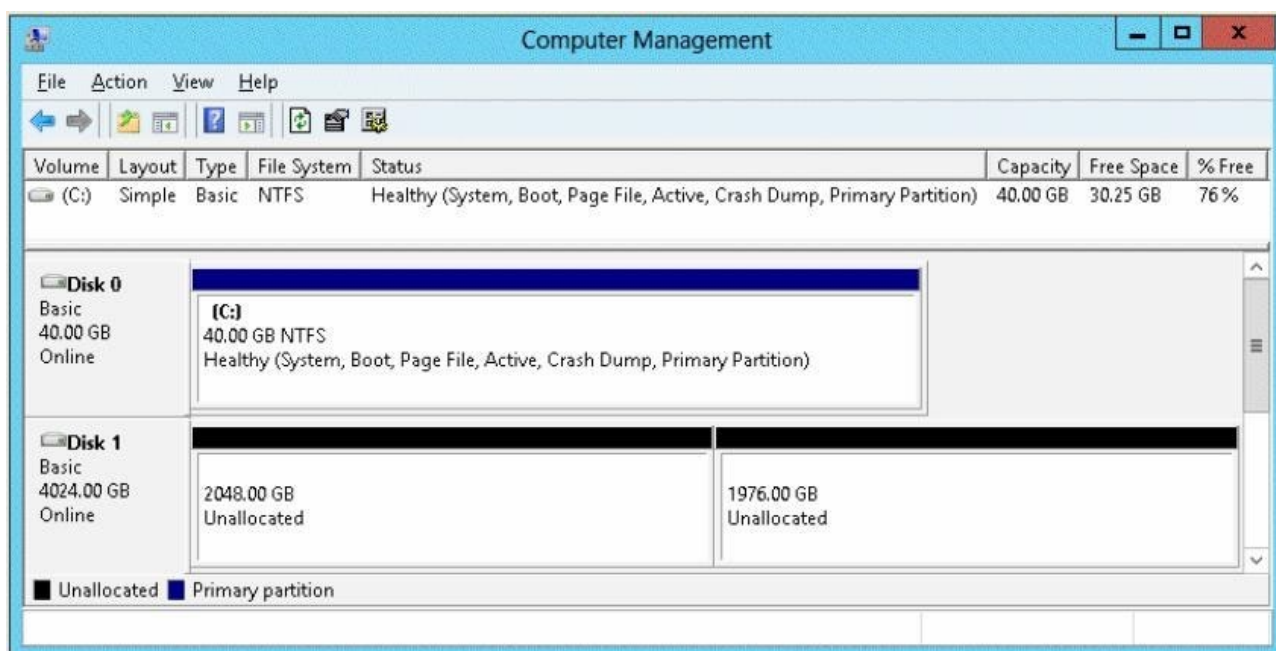 Computer Management
File Action View Help
Volume Layout Type File System Status Capacity Free Space % Free
(C:) Simple Basic NTFS Healthy (System, Boot, Page File, Active, Crash Dump, Primary Partition) 40.00 GB 30.25 GB 76 %
Disk 0
Basic
40.00 GB
Online
(C:)
40.00 GB NTFS
Healthy (System, Boot, Page File, Active, Crash Dump, Primary Partition)
Disk 1
Basic
4024.00 GB
Online
2048.00 GB
Unallocated
1976.00 GB
Unallocated
Unallocated Primary partition